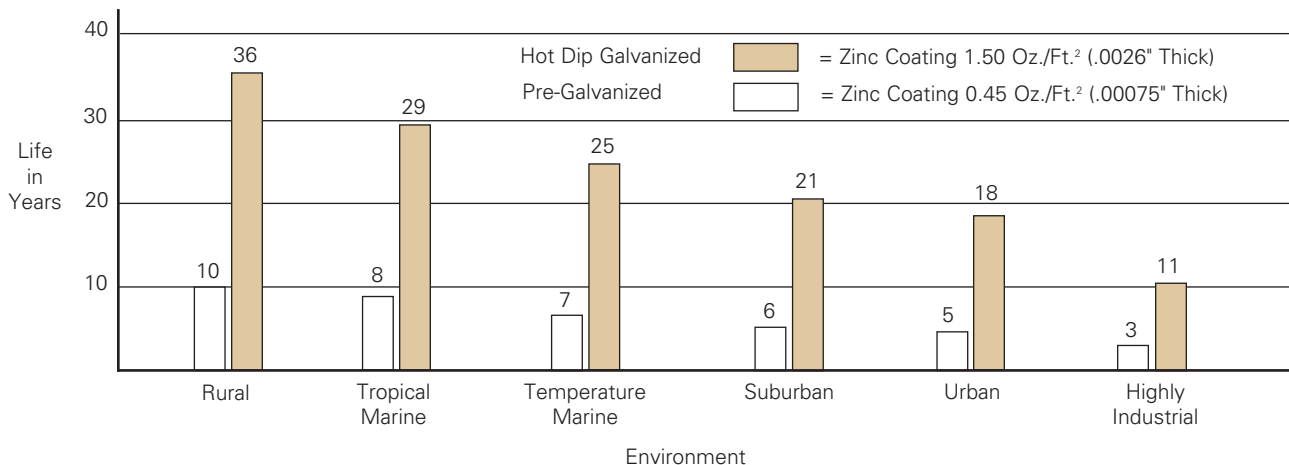 40
30
20
10
Life
in
Years
Hot Dip Galvanized = Zinc Coating 1.50 Oz./Ft.² (.0026" Thick)
Pre-Galvanized = Zinc Coating 0.45 Oz./Ft.² (.00075" Thick)
10 36
8 29
7 25
6 21
5 18
3 11
Rural
Tropical
Marine
Temperature
Marine
Suburban
Urban
Highly
Industrial
Environment